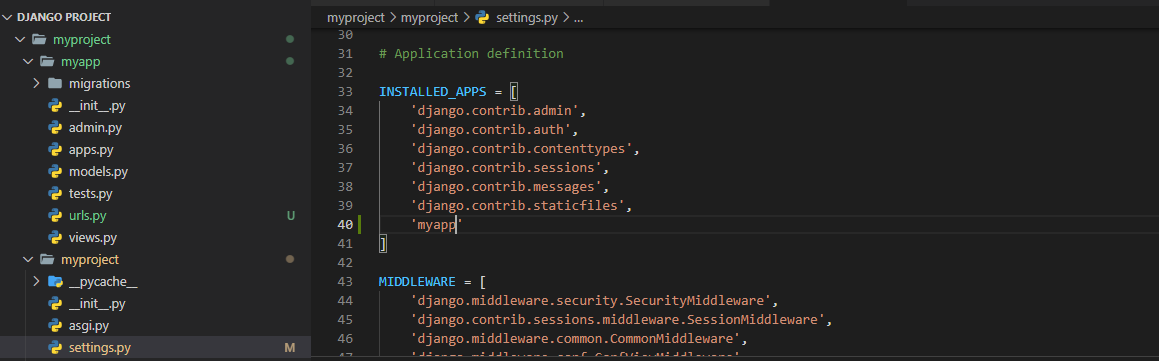 DJANGO PROJECT
myproject
myapp
migrations
__init__.py
admin.py
apps.py
models.py
tests.py
urls.py U
views.py
myproject
__pycache__
__init__.py
asgi.py
settings.py M
myproject > myproject > settings.py > ...
30
31 # Application definition
32
33 INSTALLED_APPS = [
34 'django.contrib.admin',
35 'django.contrib.auth',
36 'django.contrib.contenttypes',
37 'django.contrib.sessions',
38 'django.contrib.messages',
39 'django.contrib.staticfiles',
40 'myapp'
41 ]
42
43 MIDDLEWARE = [
44 'django.middleware.security.SecurityMiddleware',
45 'django.contrib.sessions.middleware.SessionMiddleware',
46 'django.middleware.common.CommonMiddleware',
47 'django.middleware.csrf.CsrfViewMiddleware',